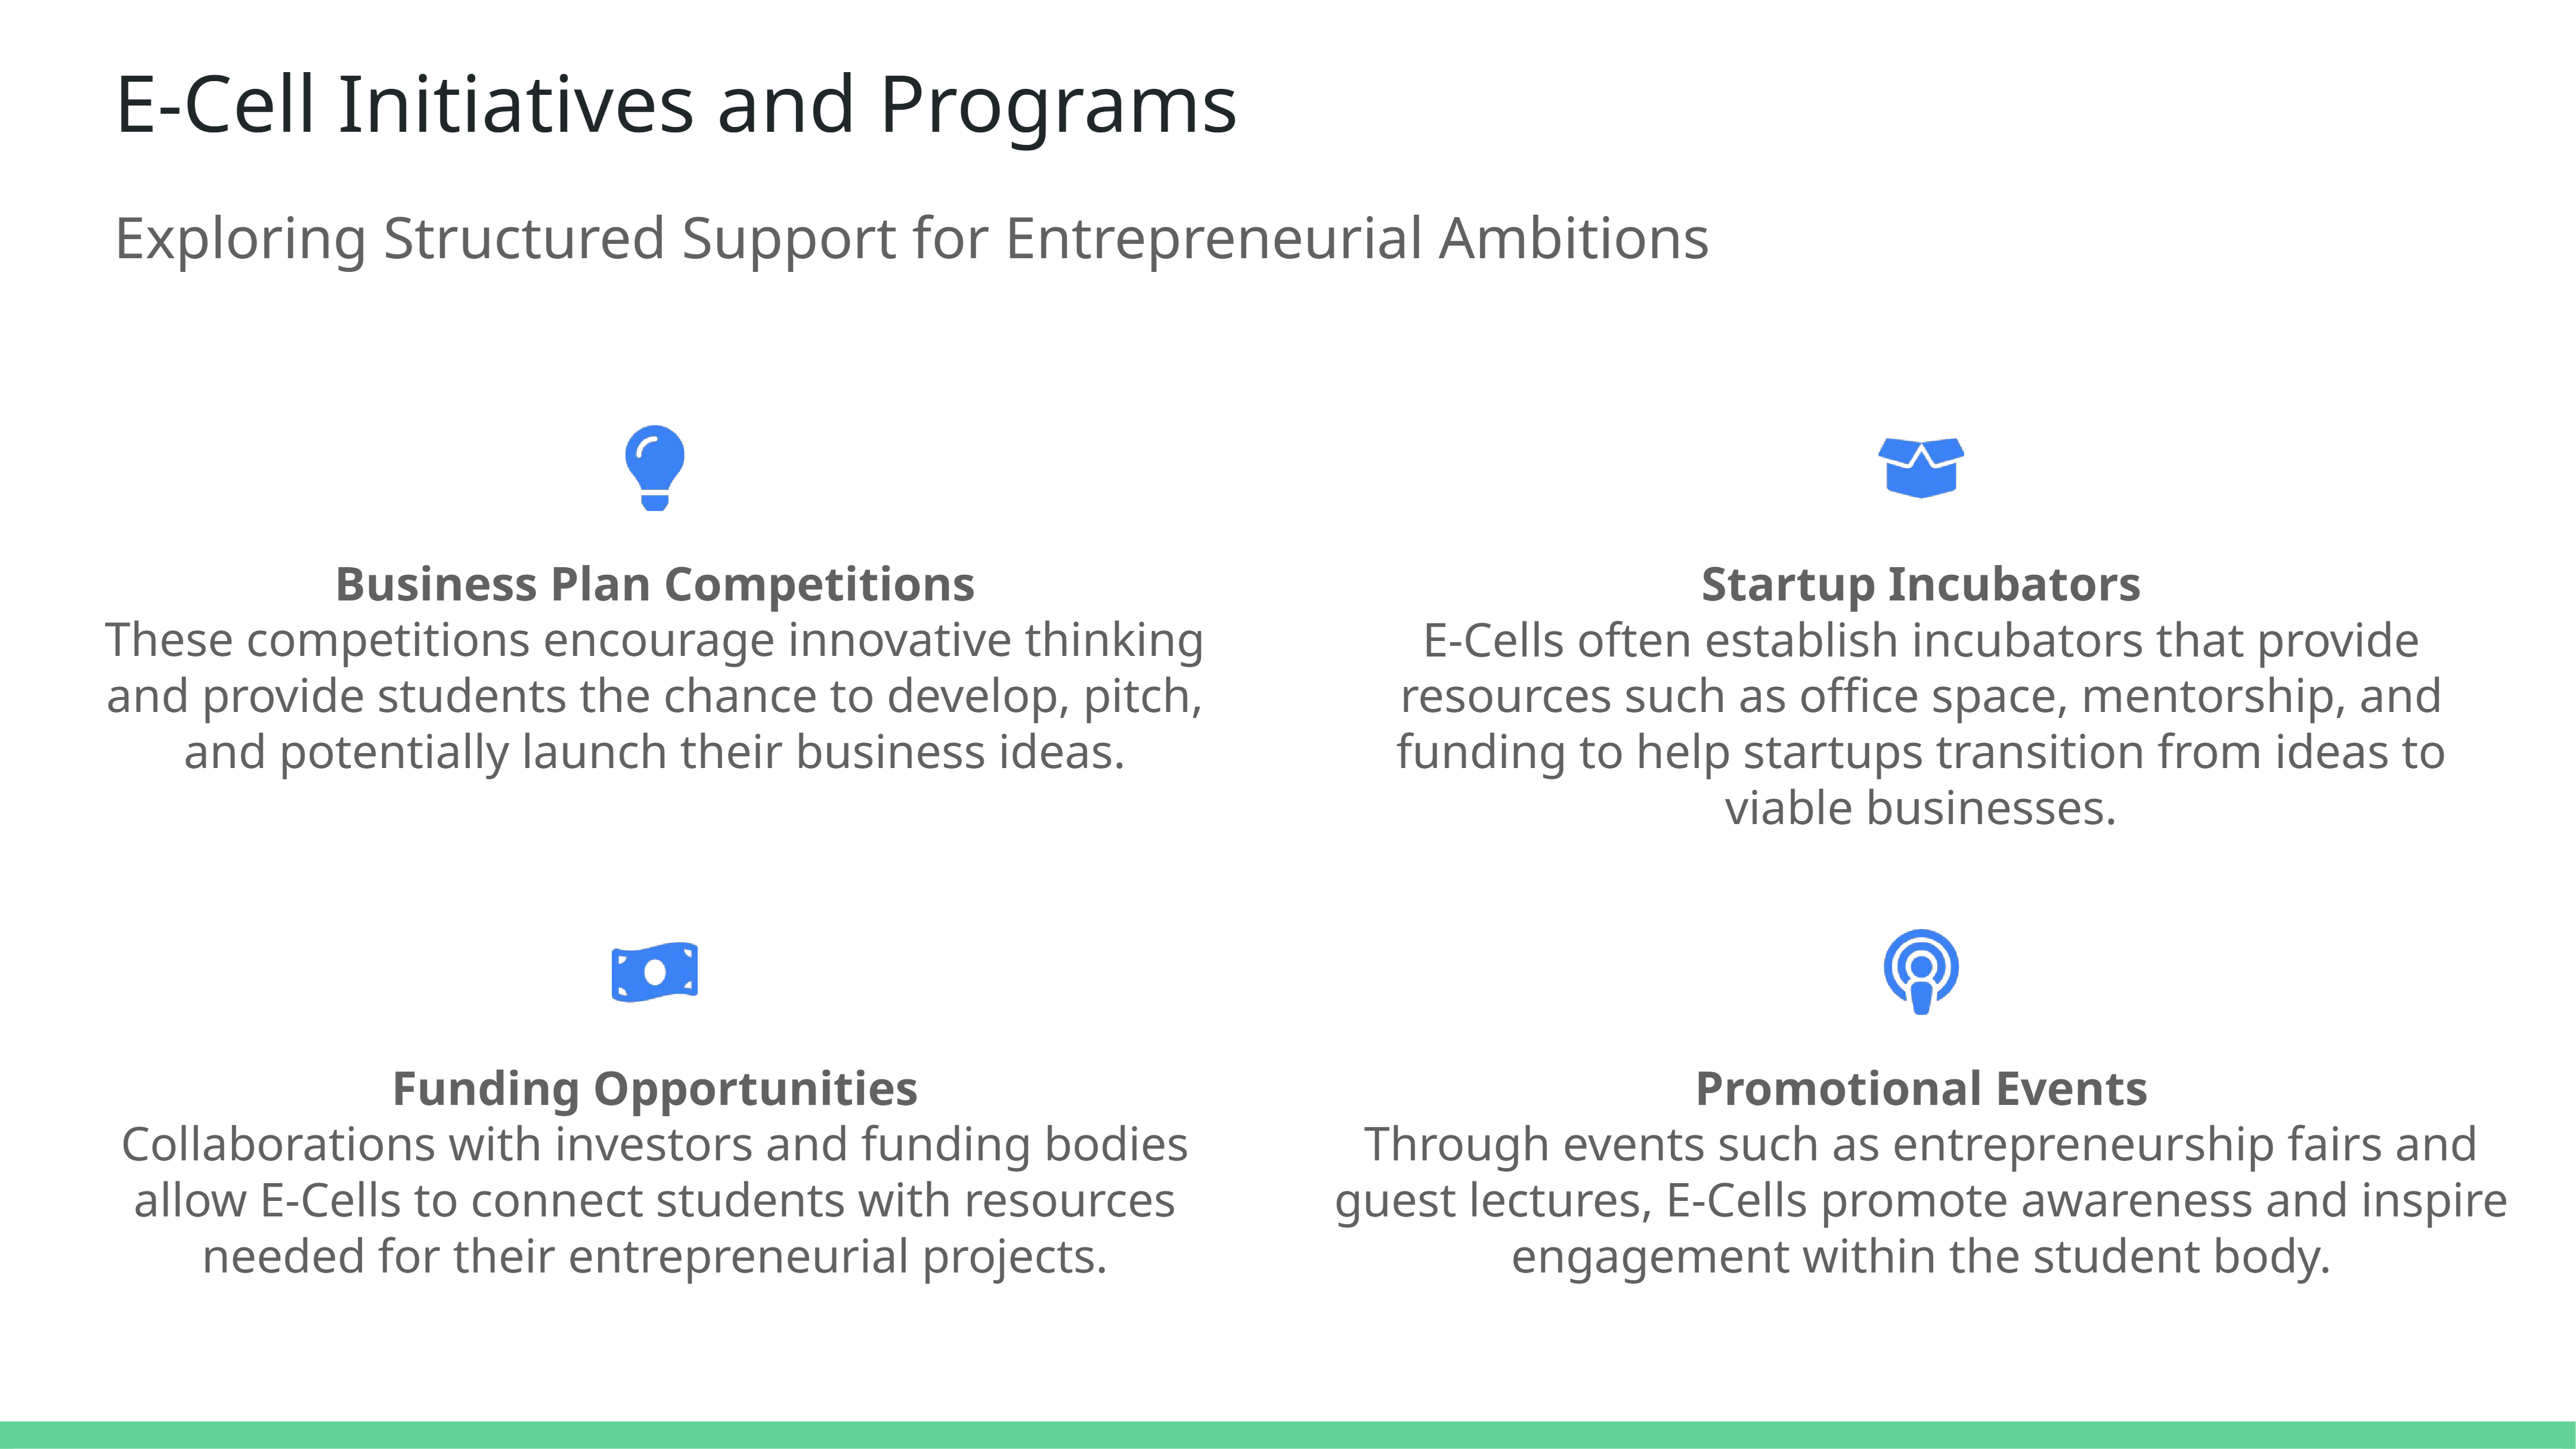 E-Cell Initiatives and Programs
Exploring Structured Support for Entrepreneurial Ambitions
Business Plan Competitions
These competitions encourage innovative thinking
and provide students the chance to develop, pitch,
and potentially launch their business ideas.
Startup Incubators
E-Cells often establish incubators that provide
resources such as office space, mentorship, and
funding to help startups transition from ideas to
viable businesses.
Funding Opportunities
Collaborations with investors and funding bodies
allow E-Cells to connect students with resources
needed for their entrepreneurial projects.
Promotional Events
Through events such as entrepreneurship fairs and
guest lectures, E-Cells promote awareness and inspire
engagement within the student body.